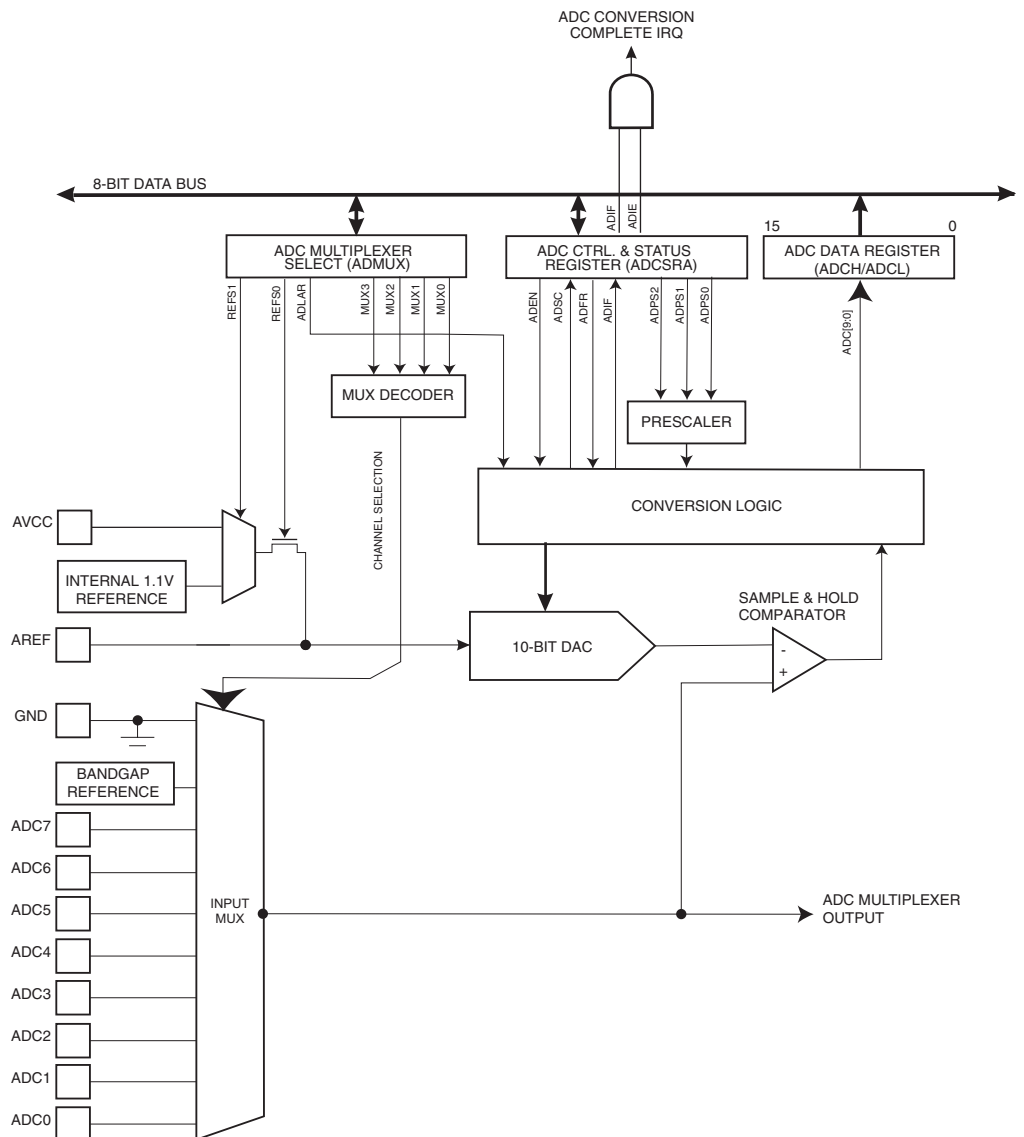 ADC CONVERSION
COMPLETE IRQ
8-BIT DATA BUS
ADIF
ADIE
15
0
ADC MULTIPLEXER
SELECT (ADMUX)
ADC CTRL. & STATUS
REGISTER (ADCSRA)
ADC DATA REGISTER
(ADCH/ADCL)
REFS1
REFS0
ADLAR
MUX3
MUX2
MUX1
MUX0
ADEN
ADSC
ADFR
ADIF
ADPS2
ADPS1
ADPS0
ADC[9:0]
MUX DECODER
PRESCALER
CHANNEL SELECTION
CONVERSION LOGIC
AVCC
INTERNAL 1.1V
REFERENCE
SAMPLE & HOLD
COMPARATOR
AREF
10-BIT DAC
-
+
GND
BANDGAP
REFERENCE
ADC7
ADC6
ADC5
INPUT
MUX
ADC MULTIPLEXER
OUTPUT
ADC4
ADC3
ADC2
ADC1
ADC0